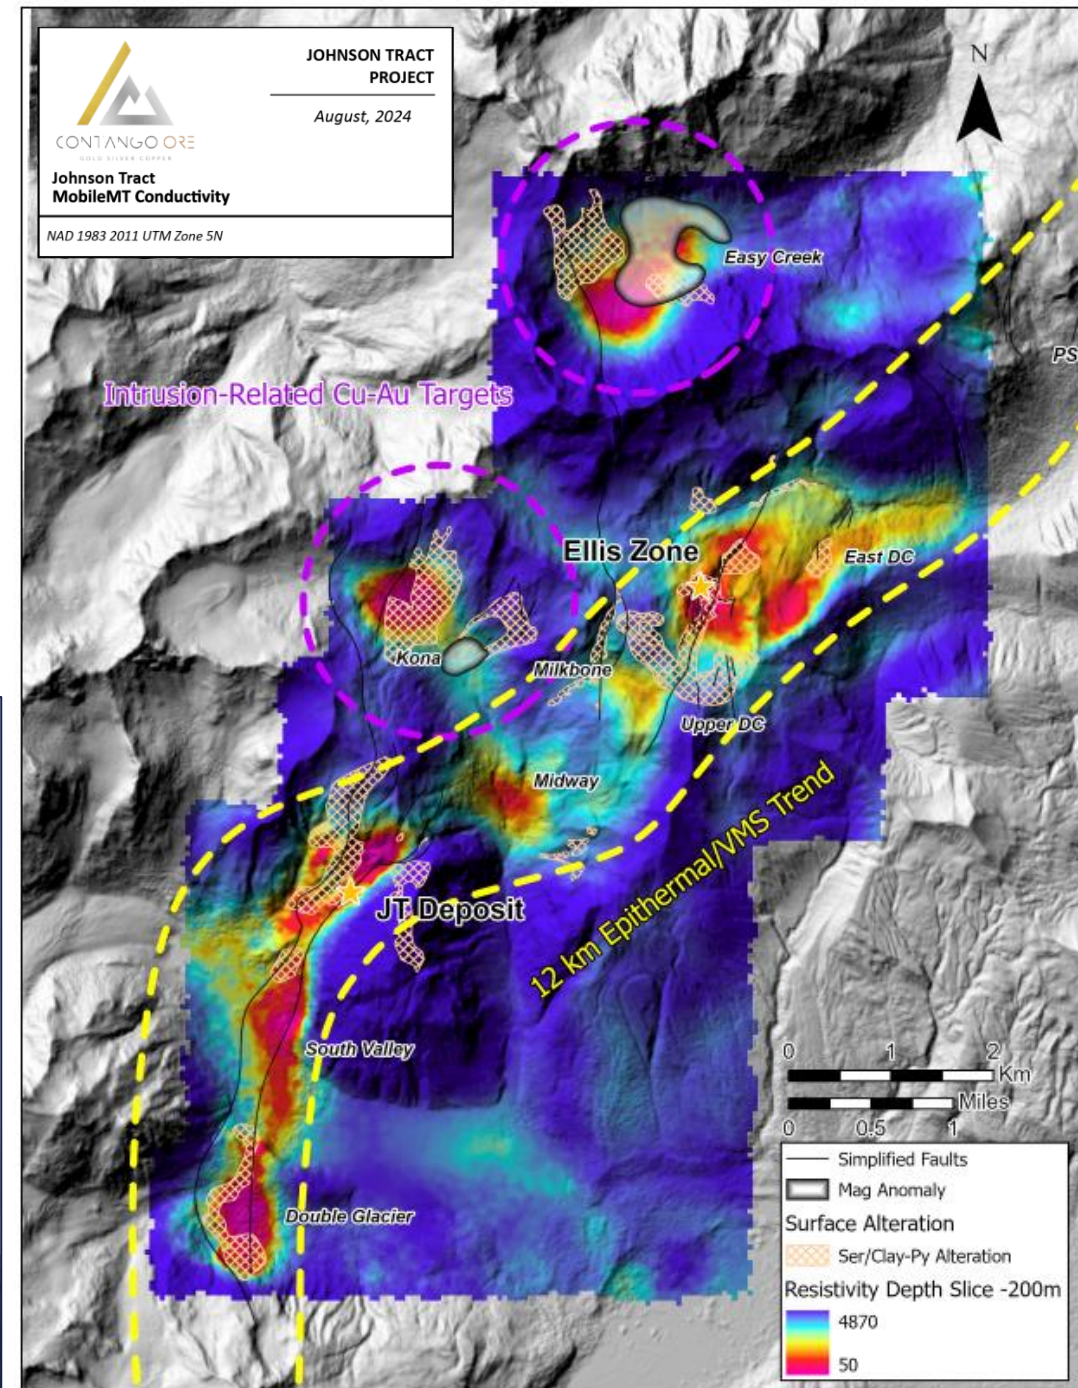 JOHNSON TRACT
PROJECT
August, 2024
CONTANGO ORE
GOLD SILVER COPPER
Johnson Tract
MobileMT Conductivity
NAD 1983 2011 UTM Zone 5N
N
Easy Creek
PS
Intrusion-Related Cu-Au Targets
Ellis Zone
East DC
Kona
Milkbone
Upper DC
Midway
JT Deposit
12 km Epithermal/VMS Trend
South Valley
Double Glacier
0 1 2
Km
Miles
0 0.5 1
Simplified Faults
Mag Anomaly
Surface Alteration
Ser/Clay-Py Alteration
Resistivity Depth Slice -200m
4870
50